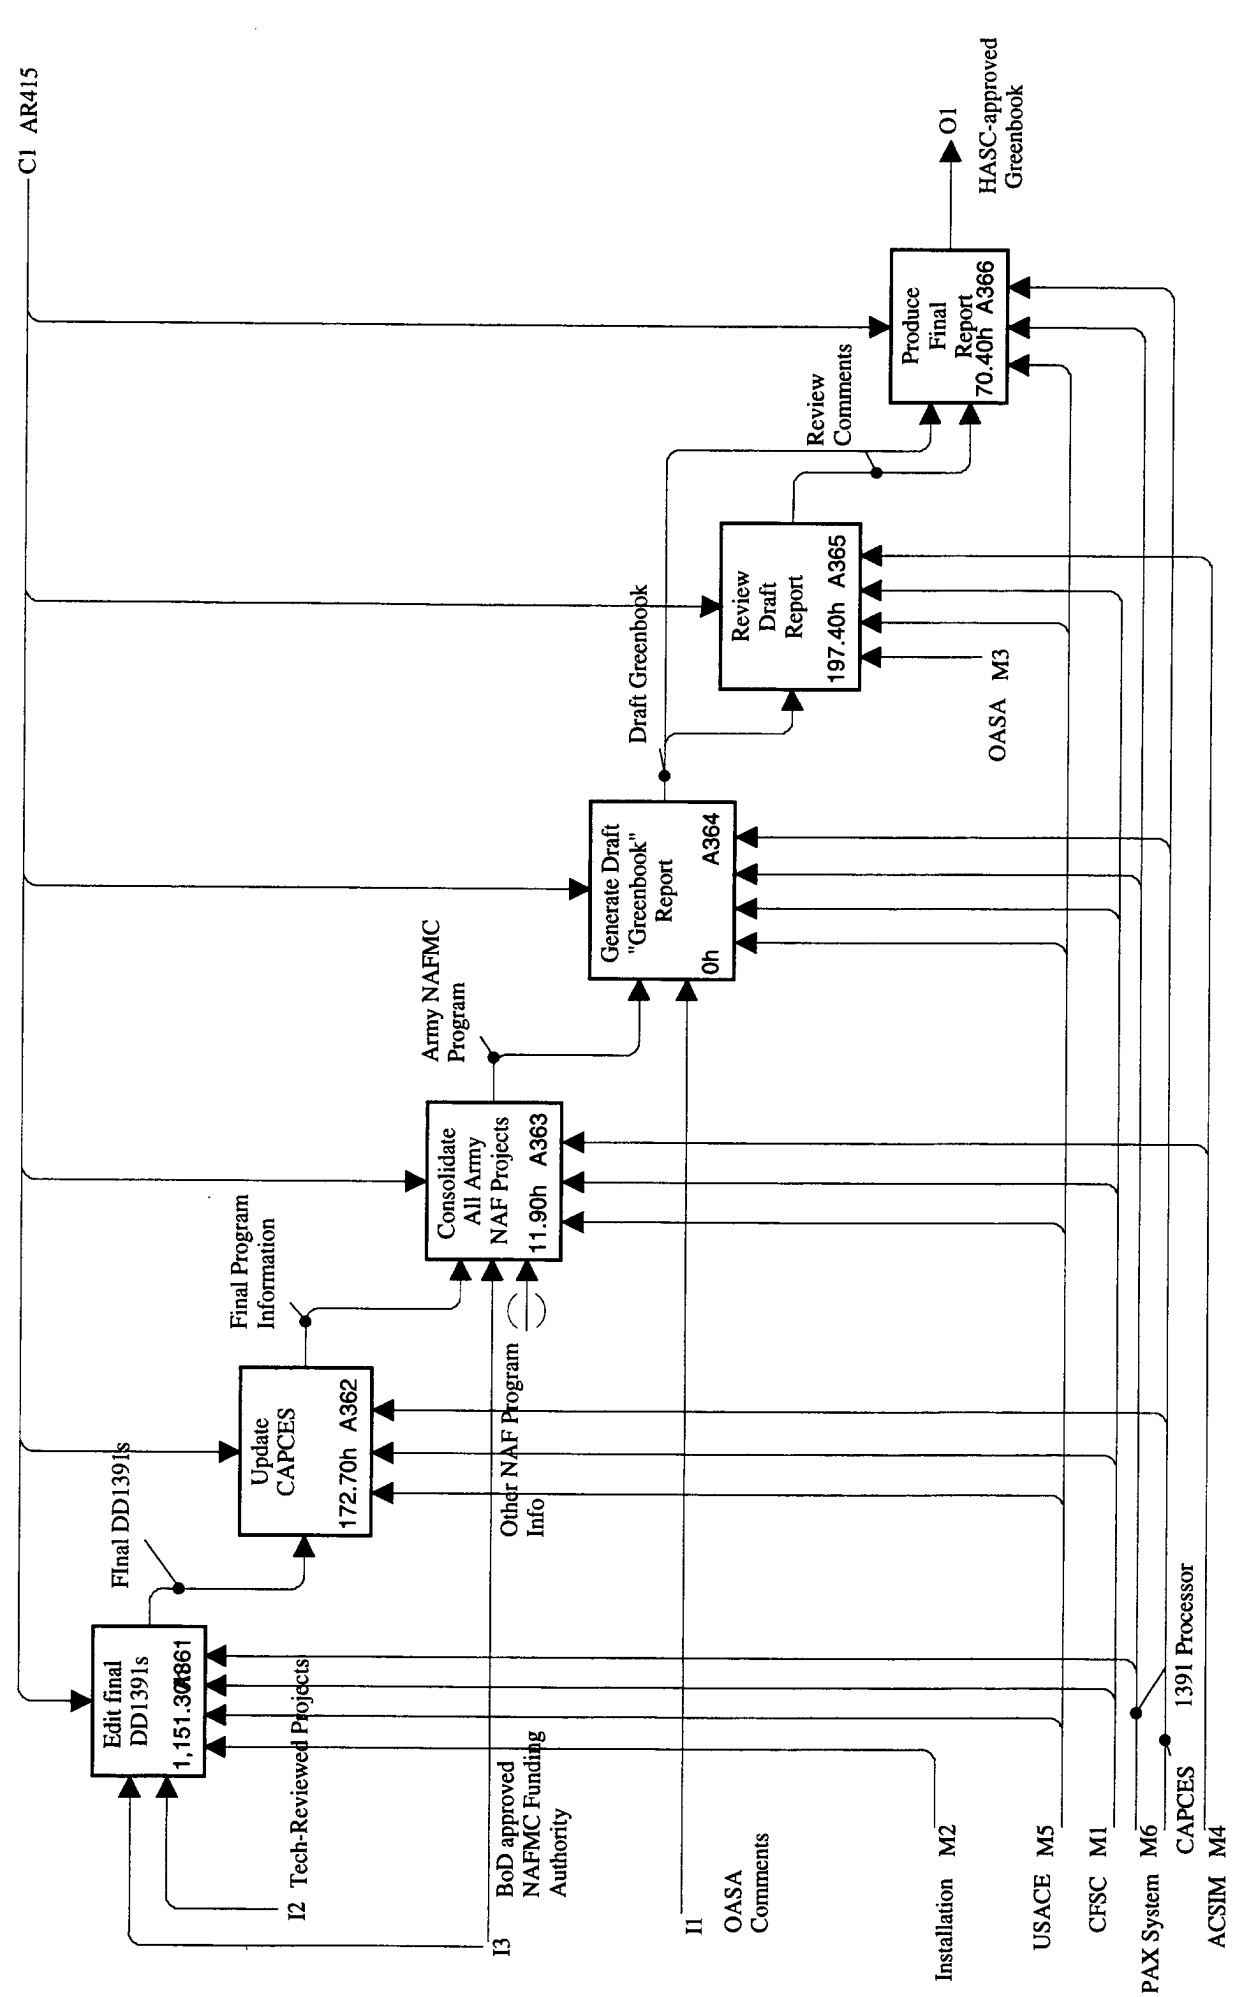 C1 AR415
Edit final
DD1391s
1,151.30h
A361
FInal DD1391s
Update
CAPCES
172.70h A362
Final Program
Information
Consolidate
All Army
NAF Projects
11.90h A363
Army NAFMC
Program
Generate Draft
"Greenbook"
Report
0h A364
Draft Greenbook
Review
Draft
Report
197.40h A365
Review
Comments
Produce
Final
Report
70.40h A366
O1
HASC-approved
Greenbook
I2 Tech-Reviewed Projects
I3
BoD approved
NAFMC Funding
Authority
Other NAF Program
Info
I1
OASA
Comments
OASA M3
Installation M2
USACE M5
CFSC M1
PAX System M6
CAPCES
1391 Processor
ACSIM M4